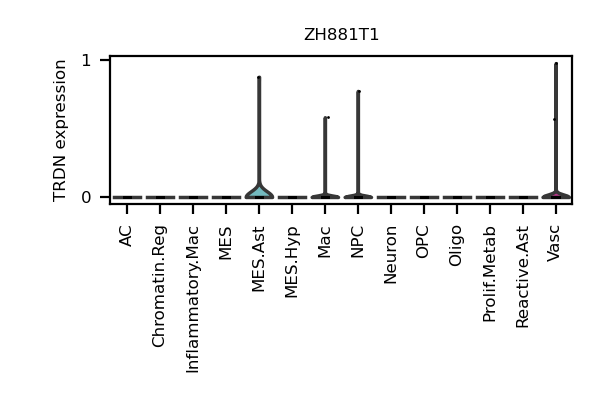 ZH881T1
TRDN expression
1
0
AC
Chromatin.Reg
Inflammatory.Mac
MES
MES.Ast
MES.Hyp
Mac
NPC
Neuron
OPC
Oligo
Prolif.Metab
Reactive.Ast
Vasc